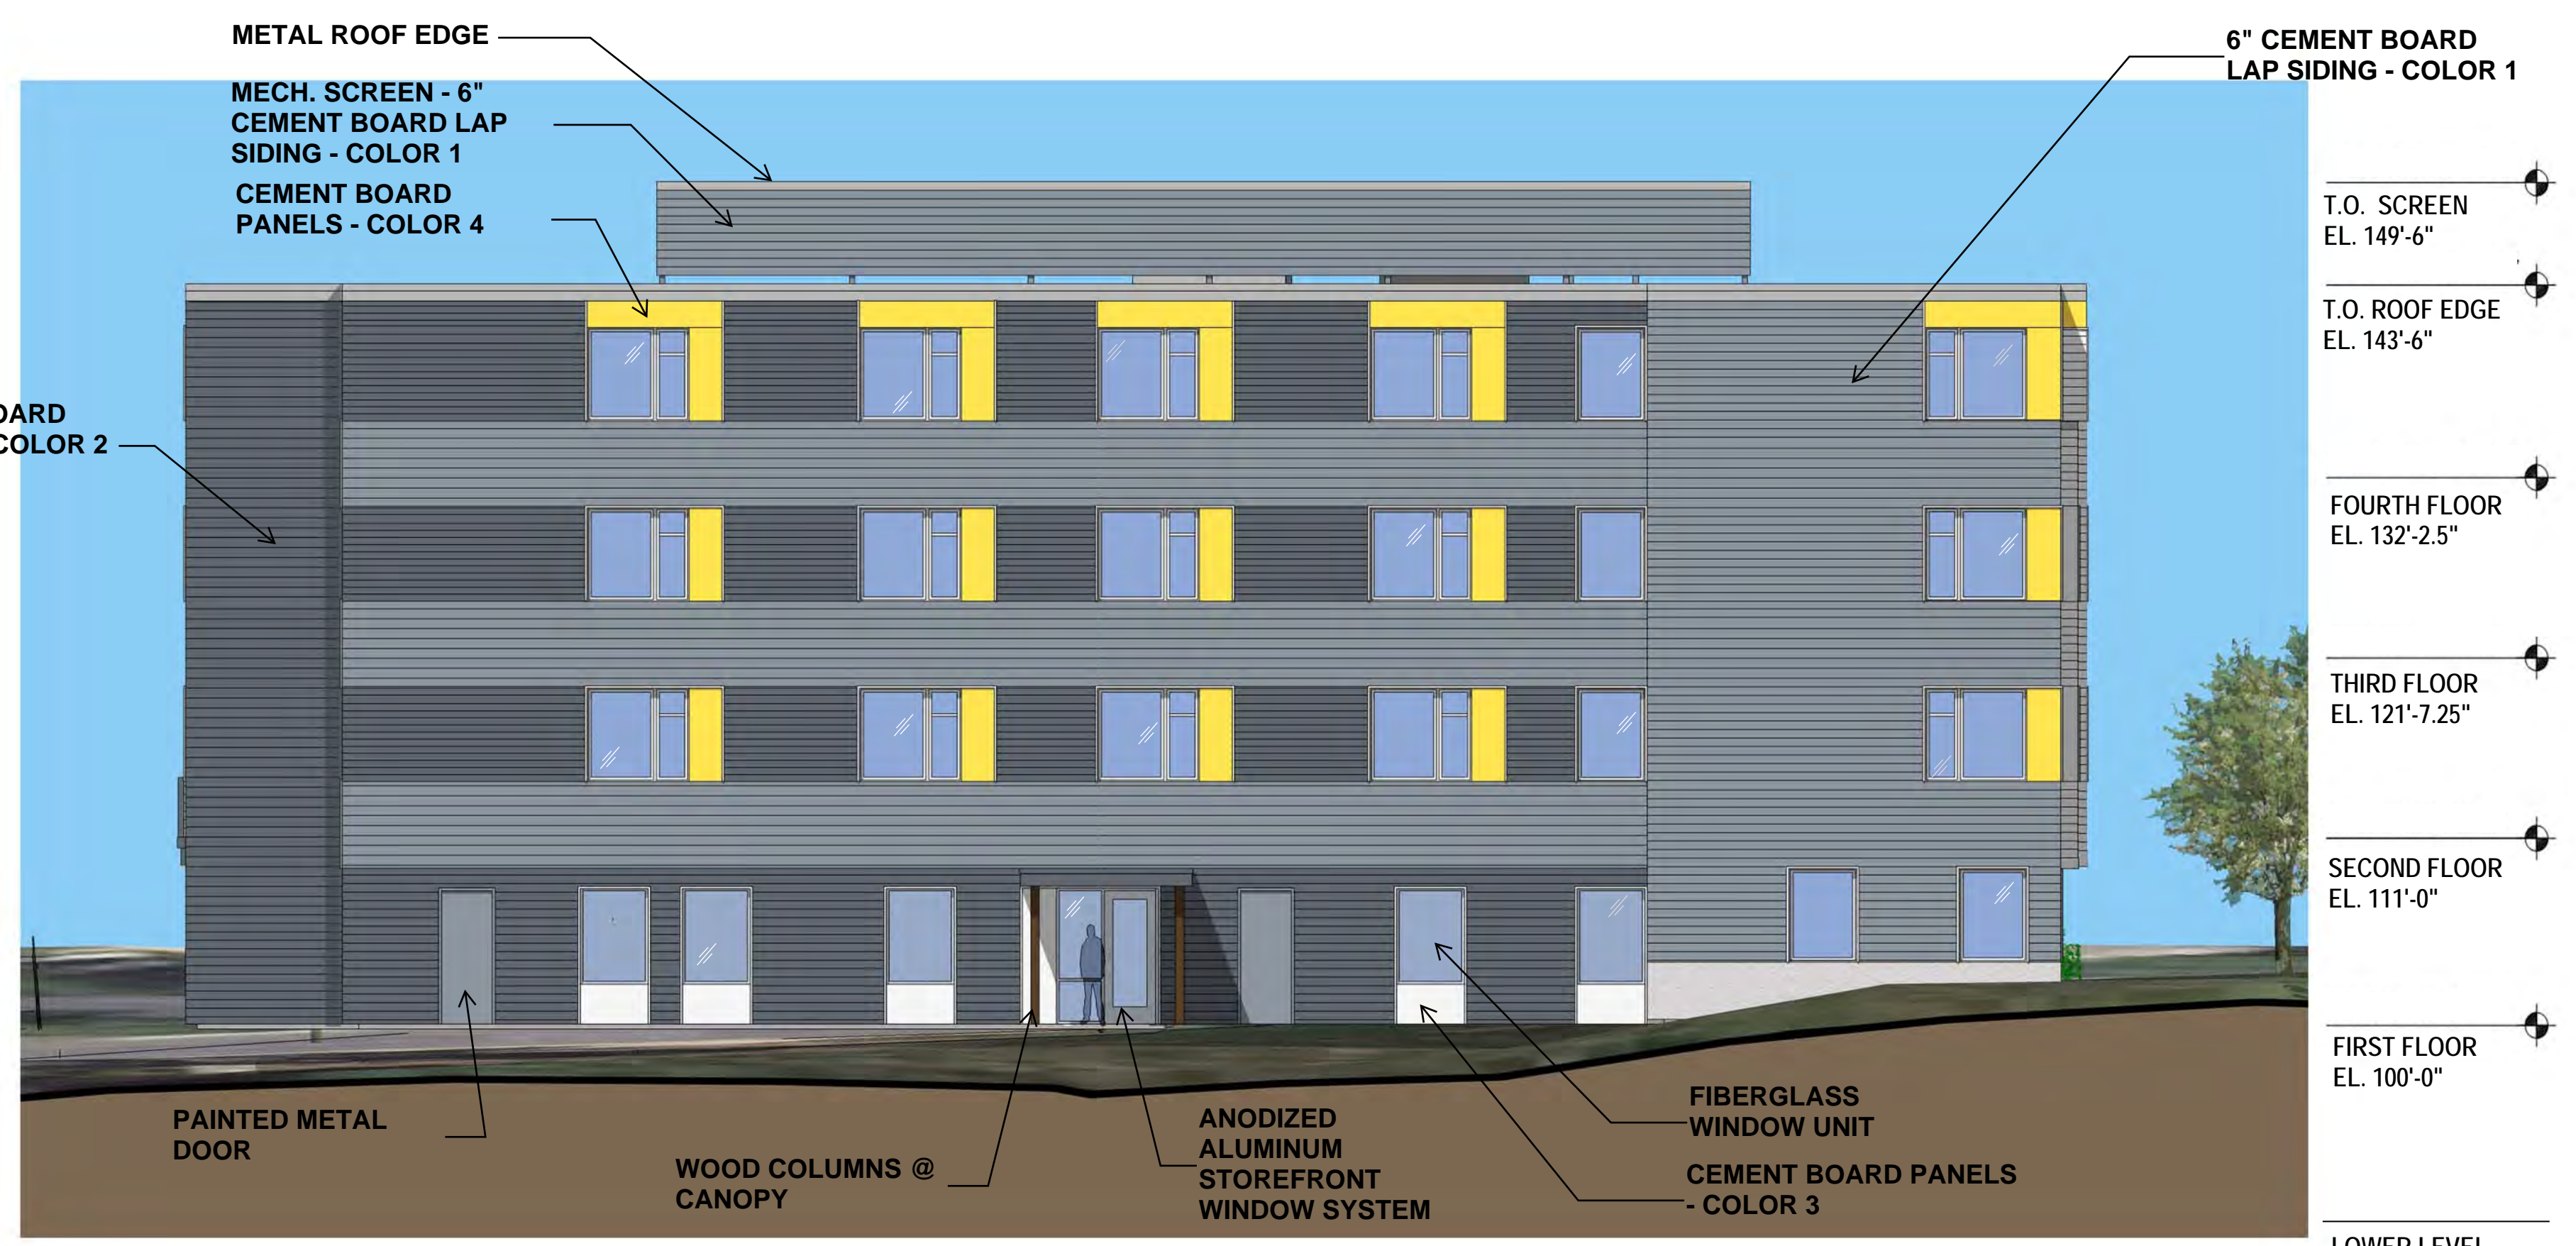 METAL ROOF EDGE
MECH. SCREEN - 6"
CEMENT BOARD LAP
SIDING - COLOR 1
CEMENT BOARD
PANELS - COLOR 4
6" CEMENT BOARD
LAP SIDING - COLOR 1
COLOR 2
T.O. SCREEN
EL. 149'-6"
T.O. ROOF EDGE
EL. 143'-6"
FOURTH FLOOR
EL. 132'-2.5"
THIRD FLOOR
EL. 121'-7.25"
SECOND FLOOR
EL. 111'-0"
FIRST FLOOR
EL. 100'-0"
LOWER LEVEL
PAINTED METAL
DOOR
WOOD COLUMNS @
CANOPY
ANODIZED
ALUMINUM
STOREFRONT
WINDOW SYSTEM
FIBERGLASS
WINDOW UNIT
CEMENT BOARD PANELS
- COLOR 3